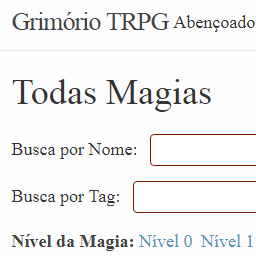 Grimório TRPG Abençoado
Todas Magias
Busca por Nome:
Busca por Tag:
Nível da Magia: Nível 0 Nível 1